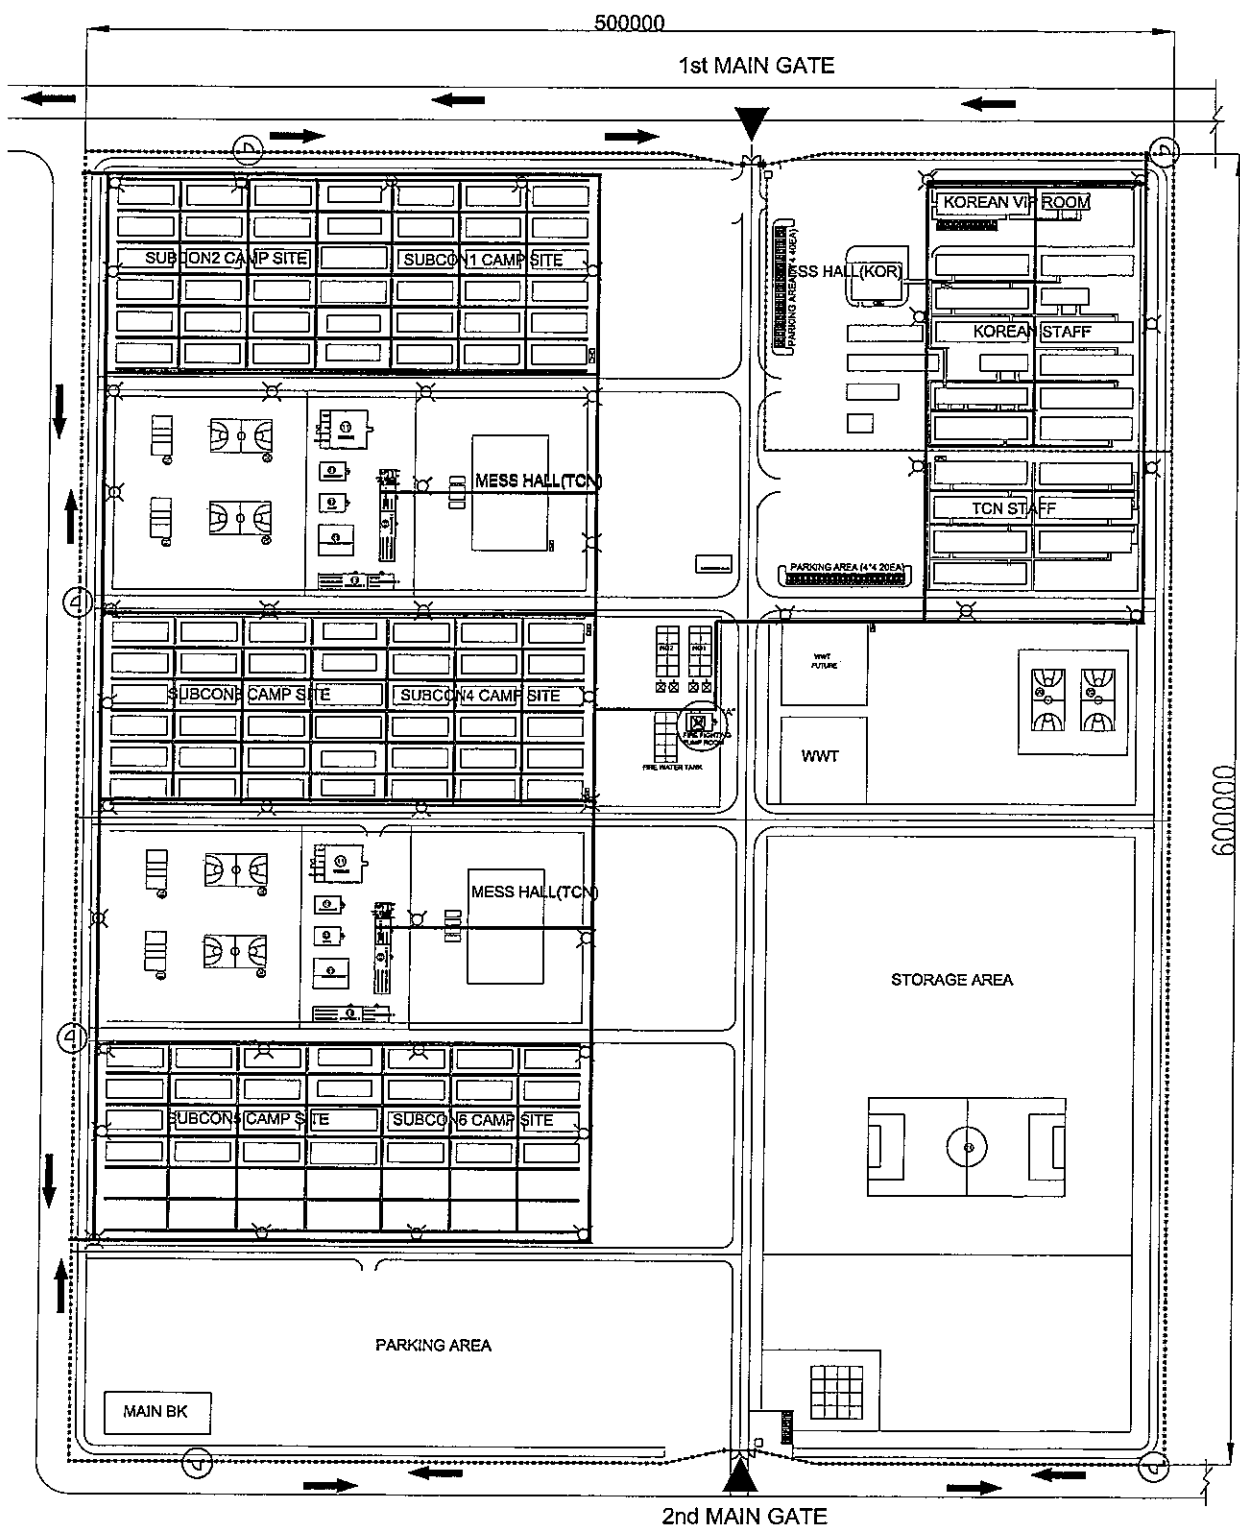 500000
1st MAIN GATE
KOREAN VIP ROOM
SUBCON2 CAMP SITE
SUBCON1 CAMP SITE
PARKING AREA(4*4 40EA)
SS HALL(KOR)
KOREAN STAFF
MESS HALL(TCN)
TCN STAFF
PARKING AREA (4*4 20EA)
NO2
NO1
WWT
FUTURE
SUBCON3 CAMP SITE
SUBCON4 CAMP SITE
"A"
FIRE FIGHTING
PUMP ROOM
WWT
FIRE WATER TANK
600000
MESS HALL(TCN)
STORAGE AREA
SUBCON5 CAMP SITE
SUBCON6 CAMP SITE
PARKING AREA
MAIN BK
2nd MAIN GATE